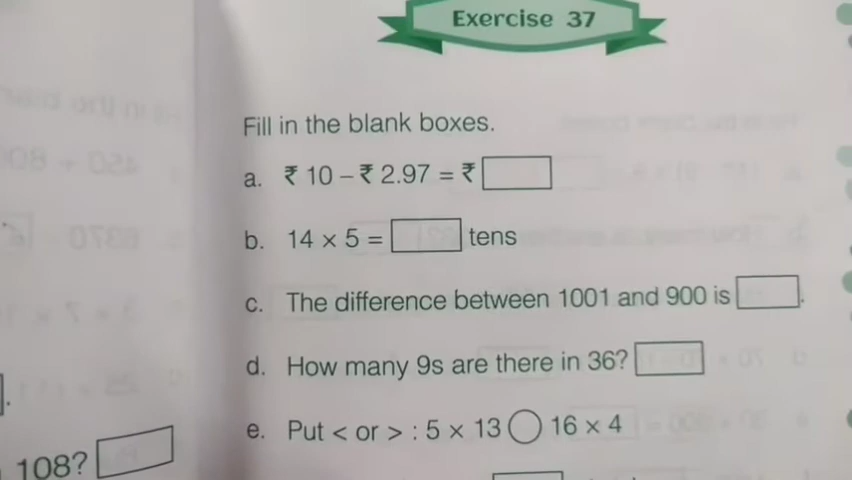 Exercise 37
Fill in the blank boxes.
a. ₹ 10 – ₹ 2.97 = ₹
b. 14 × 5 = tens
c. The difference between 1001 and 900 is .
d. How many 9s are there in 36?
e. Put < or > : 5 × 13 ◯ 16 × 4
108?